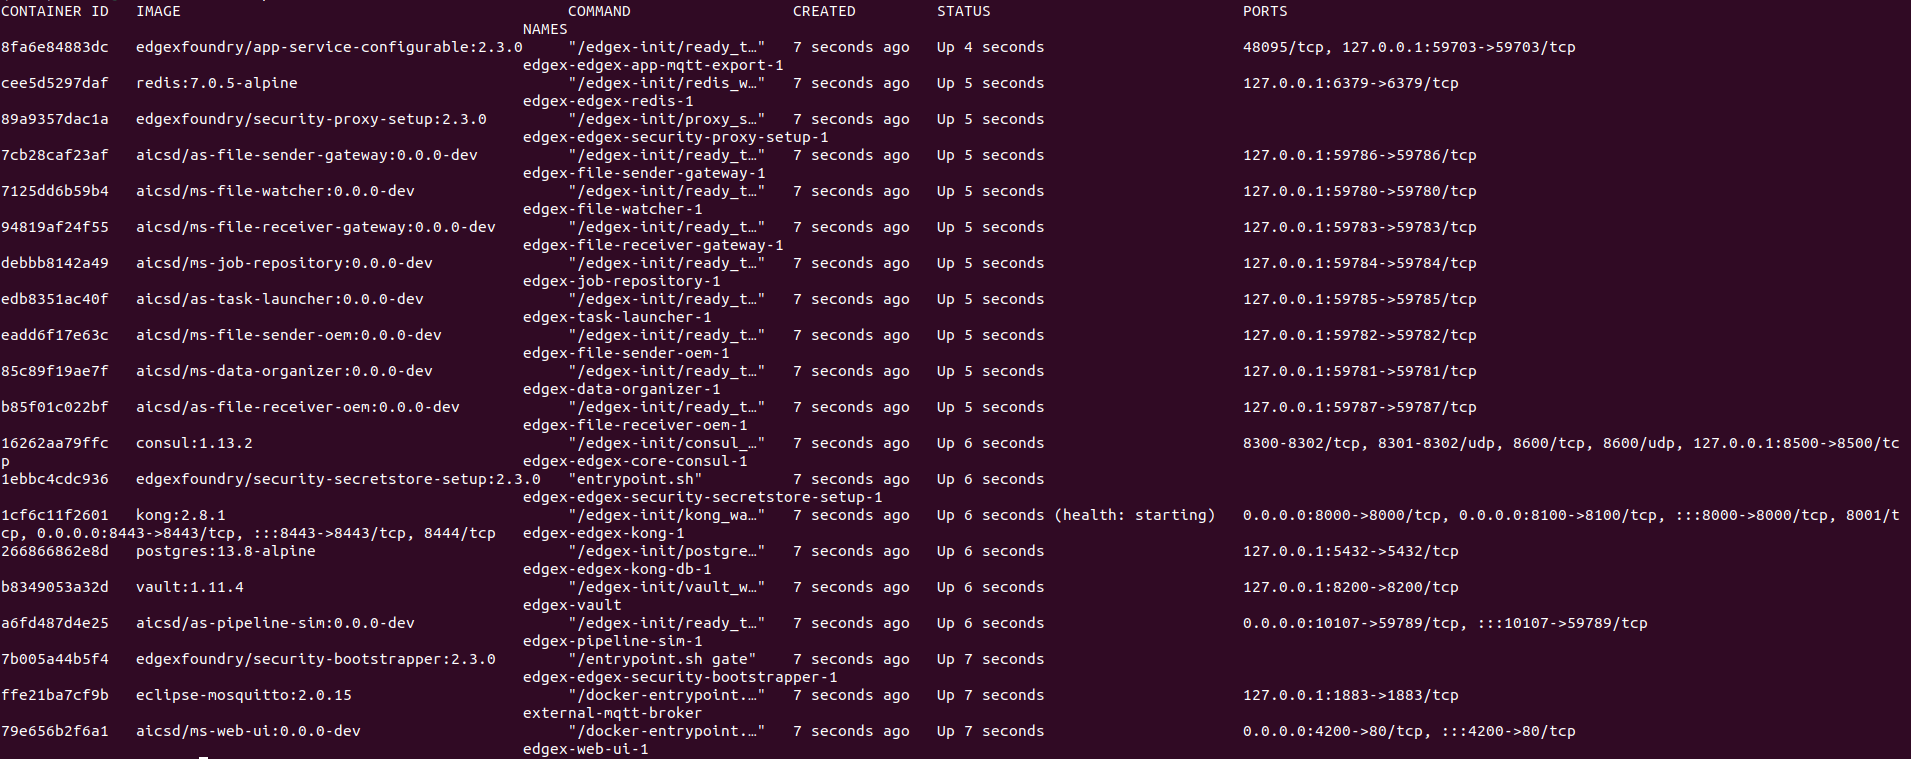 CONTAINER ID   IMAGE                                           COMMAND                  CREATED         STATUS                            PORTS
                                                          NAMES
8fa6e84883dc   edgexfoundry/app-service-configurable:2.3.0     "/edgex-init/ready_t…"   7 seconds ago   Up 4 seconds                      48095/tcp, 127.0.0.1:59703->59703/tcp
                                                          edgex-edgex-app-mqtt-export-1
cee5d5297daf   redis:7.0.5-alpine                              "/edgex-init/redis_w…"   7 seconds ago   Up 5 seconds                      127.0.0.1:6379->6379/tcp
                                                          edgex-edgex-redis-1
89a9357dac1a   edgexfoundry/security-proxy-setup:2.3.0         "/edgex-init/proxy_s…"   7 seconds ago   Up 5 seconds
                                                          edgex-edgex-security-proxy-setup-1
7cb28caf23af   aicsd/as-file-sender-gateway:0.0.0-dev          "/edgex-init/ready_t…"   7 seconds ago   Up 5 seconds                      127.0.0.1:59786->59786/tcp
                                                          edgex-file-sender-gateway-1
7125dd6b59b4   aicsd/ms-file-watcher:0.0.0-dev                 "/edgex-init/ready_t…"   7 seconds ago   Up 5 seconds                      127.0.0.1:59780->59780/tcp
                                                          edgex-file-watcher-1
94819af24f55   aicsd/ms-file-receiver-gateway:0.0.0-dev        "/edgex-init/ready_t…"   7 seconds ago   Up 5 seconds                      127.0.0.1:59783->59783/tcp
                                                          edgex-file-receiver-gateway-1
debbb8142a49   aicsd/ms-job-repository:0.0.0-dev               "/edgex-init/ready_t…"   7 seconds ago   Up 5 seconds                      127.0.0.1:59784->59784/tcp
                                                          edgex-job-repository-1
edb8351ac40f   aicsd/as-task-launcher:0.0.0-dev                "/edgex-init/ready_t…"   7 seconds ago   Up 5 seconds                      127.0.0.1:59785->59785/tcp
                                                          edgex-task-launcher-1
eadd6f17e63c   aicsd/ms-file-sender-oem:0.0.0-dev              "/edgex-init/ready_t…"   7 seconds ago   Up 5 seconds                      127.0.0.1:59782->59782/tcp
                                                          edgex-file-sender-oem-1
85c89f19ae7f   aicsd/ms-data-organizer:0.0.0-dev               "/edgex-init/ready_t…"   7 seconds ago   Up 5 seconds                      127.0.0.1:59781->59781/tcp
                                                          edgex-data-organizer-1
b85f01c022bf   aicsd/as-file-receiver-oem:0.0.0-dev            "/edgex-init/ready_t…"   7 seconds ago   Up 5 seconds                      127.0.0.1:59787->59787/tcp
                                                          edgex-file-receiver-oem-1
16262aa79ffc   consul:1.13.2                                   "/edgex-init/consul_…"   7 seconds ago   Up 6 seconds                      8300-8302/tcp, 8301-8302/udp, 8600/tcp, 8600/udp, 127.0.0.1:8500->8500/tc
p                                                         edgex-edgex-core-consul-1
1ebbc4cdc936   edgexfoundry/security-secretstore-setup:2.3.0   "entrypoint.sh"          7 seconds ago   Up 6 seconds
                                                          edgex-edgex-security-secretstore-setup-1
1cf6c11f2601   kong:2.8.1                                      "/edgex-init/kong_wa…"   7 seconds ago   Up 6 seconds (health: starting)   0.0.0.0:8000->8000/tcp, 0.0.0.0:8100->8100/tcp, :::8000->8000/tcp, 8001/t
cp, 0.0.0.0:8443->8443/tcp, :::8443->8443/tcp, 8444/tcp   edgex-edgex-kong-1
266866862e8d   postgres:13.8-alpine                            "/edgex-init/postgre…"   7 seconds ago   Up 6 seconds                      127.0.0.1:5432->5432/tcp
                                                          edgex-edgex-kong-db-1
b8349053a32d   vault:1.11.4                                    "/edgex-init/vault_w…"   7 seconds ago   Up 6 seconds                      127.0.0.1:8200->8200/tcp
                                                          edgex-vault
a6fd487d4e25   aicsd/as-pipeline-sim:0.0.0-dev                 "/edgex-init/ready_t…"   7 seconds ago   Up 6 seconds                      0.0.0.0:10107->59789/tcp, :::10107->59789/tcp
                                                          edgex-pipeline-sim-1
7b005a44b5f4   edgexfoundry/security-bootstrapper:2.3.0        "/entrypoint.sh gate"    7 seconds ago   Up 7 seconds
                                                          edgex-edgex-security-bootstrapper-1
ffe21ba7cf9b   eclipse-mosquitto:2.0.15                        "/docker-entrypoint.…"   7 seconds ago   Up 7 seconds                      127.0.0.1:1883->1883/tcp
                                                          external-mqtt-broker
79e656b2f6a1   aicsd/ms-web-ui:0.0.0-dev                       "/docker-entrypoint.…"   7 seconds ago   Up 7 seconds                      0.0.0.0:4200->80/tcp, :::4200->80/tcp
                                                          edgex-web-ui-1